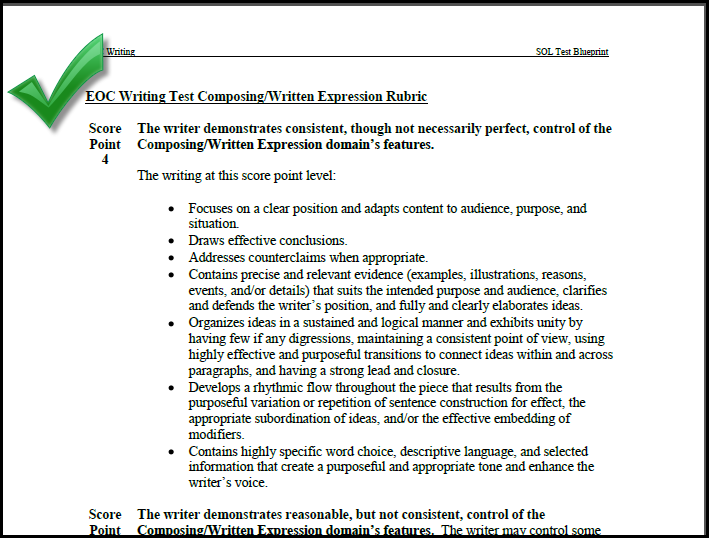 Writing SOL Test Blueprint
EOC Writing Test Composing/Written Expression Rubric
Score The writer demonstrates consistent, though not necessarily perfect, control of the
Point Composing/Written Expression domain's features.
4
The writing at this score point level:
• Focuses on a clear position and adapts content to audience, purpose, and
situation.
• Draws effective conclusions.
• Addresses counterclaims when appropriate.
• Contains precise and relevant evidence (examples, illustrations, reasons,
events, and/or details) that suits the intended purpose and audience, clarifies
and defends the writer's position, and fully and clearly elaborates ideas.
• Organizes ideas in a sustained and logical manner and exhibits unity by
having few if any digressions, maintaining a consistent point of view, using
highly effective and purposeful transitions to connect ideas within and across
paragraphs, and having a strong lead and closure.
• Develops a rhythmic flow throughout the piece that results from the
purposeful variation or repetition of sentence construction for effect, the
appropriate subordination of ideas, and/or the effective embedding of
modifiers.
• Contains highly specific word choice, descriptive language, and selected
information that create a purposeful and appropriate tone and enhance the
writer's voice.
Score The writer demonstrates reasonable, but not consistent, control of the
Point Composing/Written Expression domain's features. The writer may control some